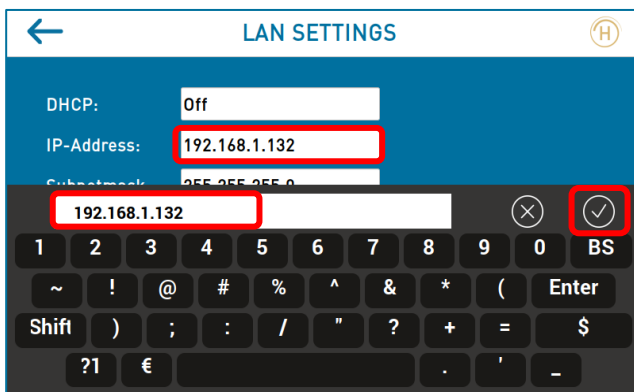 LAN SETTINGS
H
DHCP: Off
IP-Address: 192.168.1.132
Subnetmask 255.255.255.0
192.168.1.132
1 2 3 4 5 6 7 8 9 0 BS
~ ! @ # % ^ & * ( Enter
Shift ) ; : / " ? + = $
?1 € . ' _